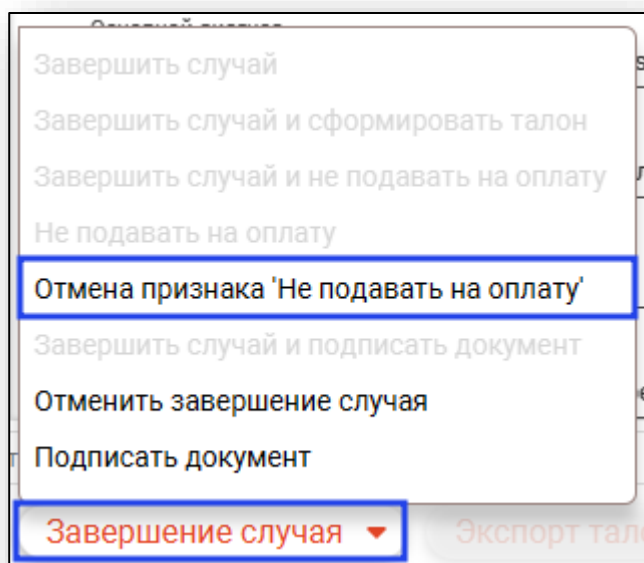 Завершить случай
Завершить случай и сформировать талон
Завершить случай и не подавать на оплату
Не подавать на оплату
Отмена признака 'Не подавать на оплату'
Завершить случай и подписать документ
Отменить завершение случая
Подписать документ
Завершение случая
Экспорт